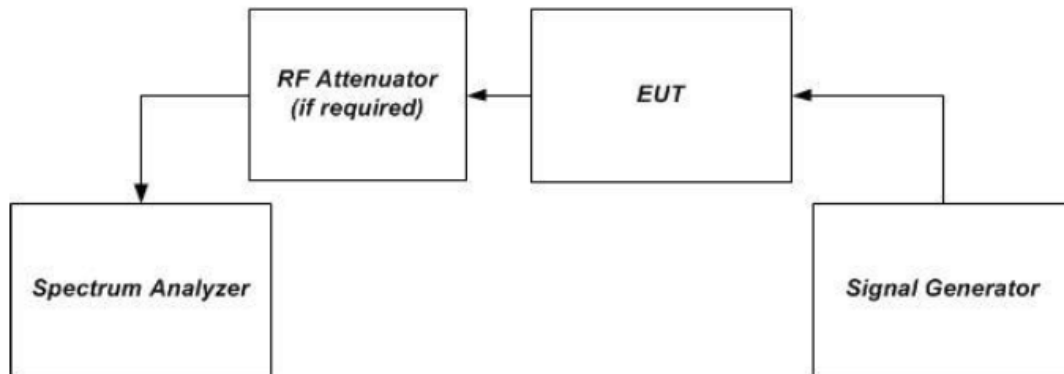 RF Attenuator
(if required)
EUT
Spectrum Analyzer
Signal Generator